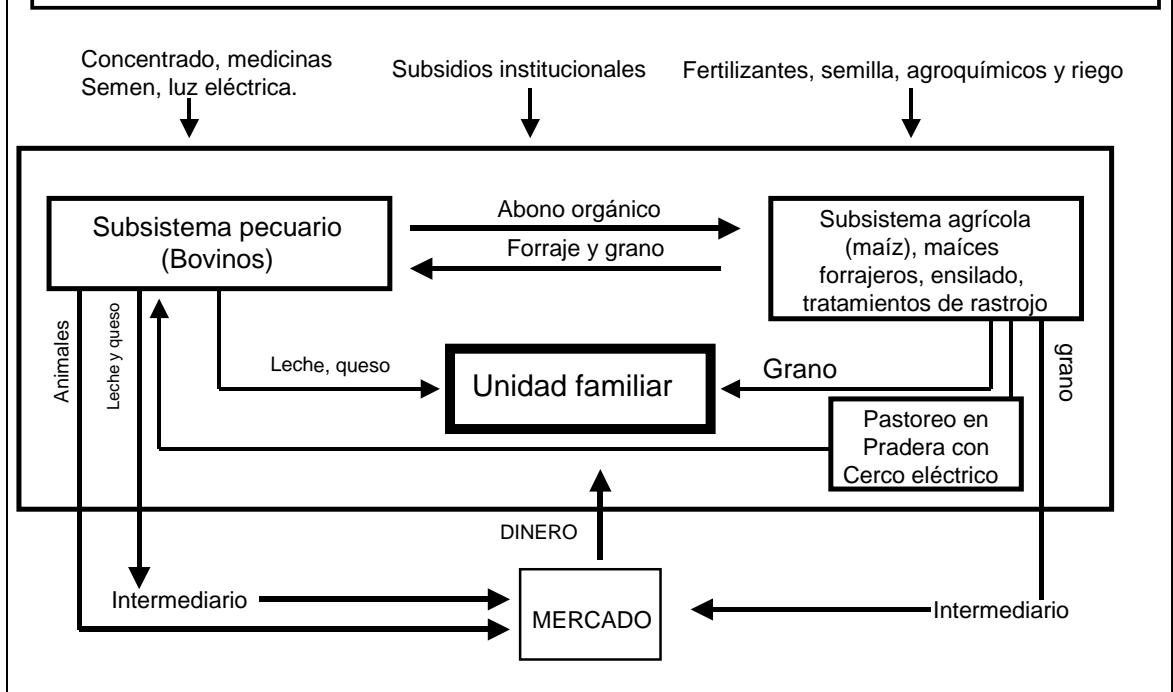 Concentrado, medicinas
Semen, luz eléctrica.
Subsidios institucionales
Fertilizantes, semilla, agroquímicos y riego
Subsistema pecuario
(Bovinos)
Abono orgánico
Forraje y grano
Subsistema agrícola
(maíz), maíces
forrajeros, ensilado,
tratamientos de rastrojo
Animales
Leche y queso
Leche, queso
Unidad familiar
Grano
grano
Pastoreo en
Pradera con
Cerco eléctrico
DINERO
Intermediario
MERCADO
Intermediario